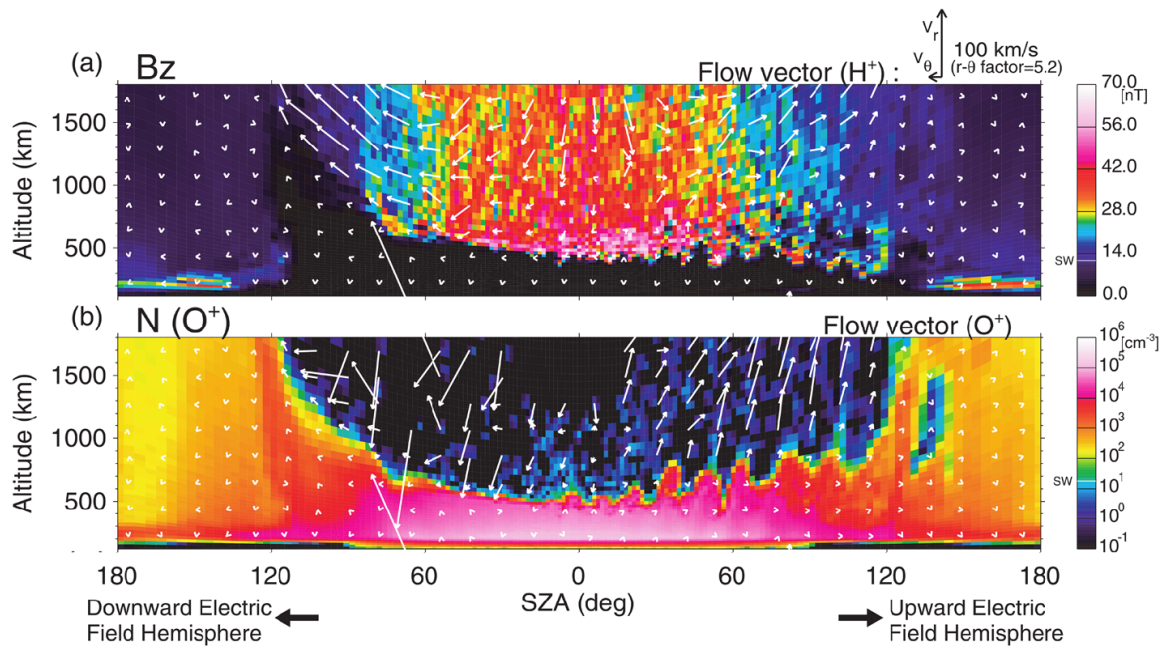 (a) Bz
Flow vector (H⁺) :
Vr
Vθ
100 km/s
(r-θ factor=5.2)
Altitude (km)
1500
1000
500
70.0
[nT]
56.0
42.0
28.0
14.0
SW
0.0
(b) N (O⁺)
Flow vector (O⁺)
Altitude (km)
1500
1000
500
10⁶
[cm⁻³]
10⁵
10⁴
10³
10²
SW
10¹
10⁰
10⁻¹
180 120 60 0 60 120 180
SZA (deg)
Downward Electric
Field Hemisphere
Upward Electric
Field Hemisphere